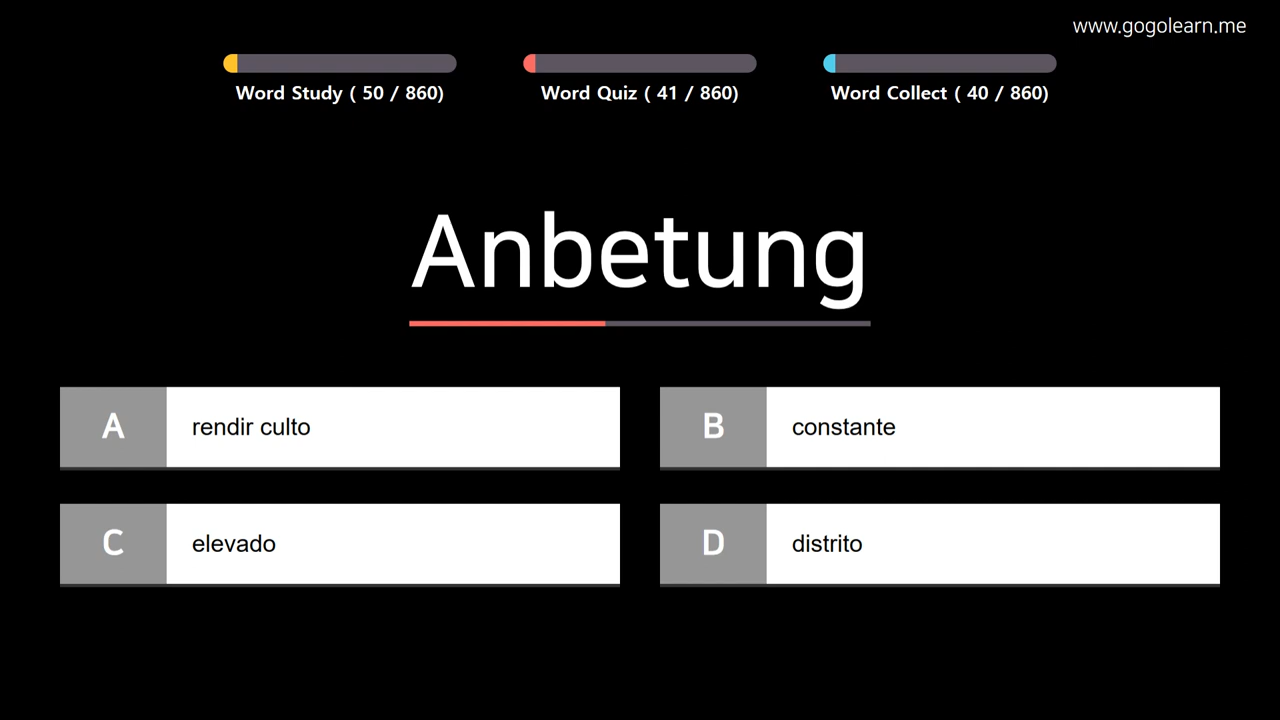 www.gogolearn.me
Word Study ( 50 / 860)
Word Quiz ( 41 / 860)
Word Collect ( 40 / 860)
Anbetung
A rendir culto
B constante
C elevado
D distrito